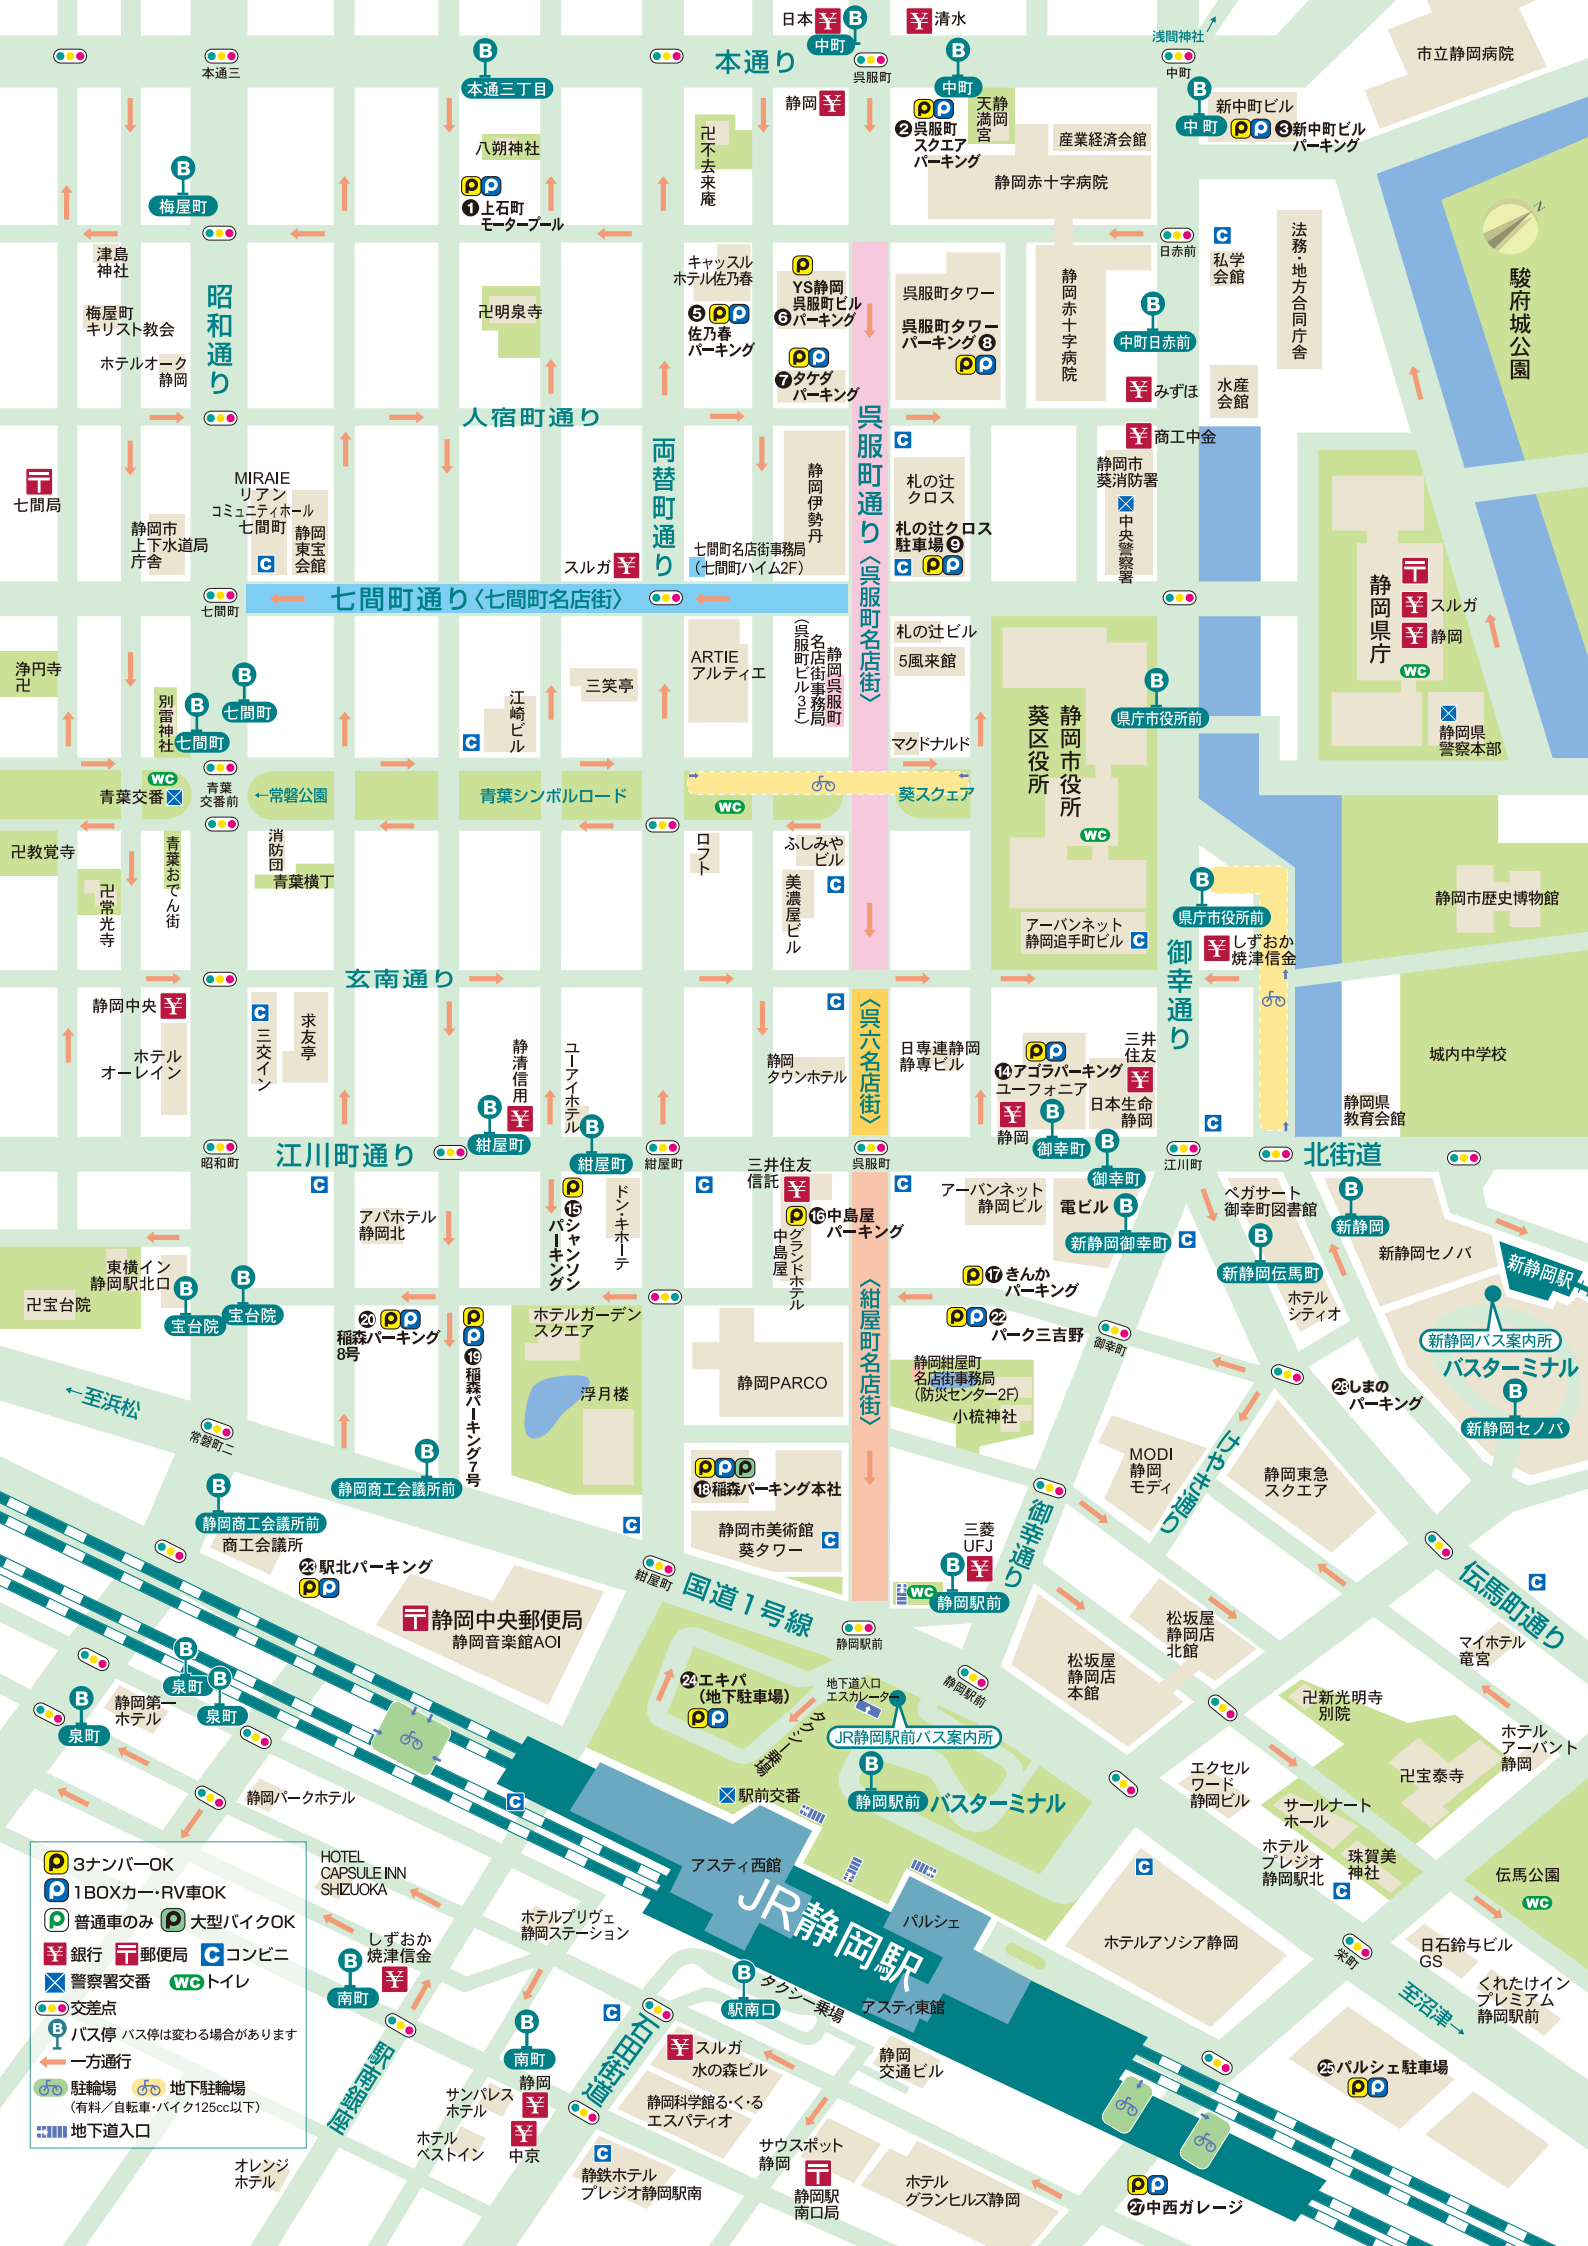 日本
中町
清水
浅間神社
市立静岡病院
本通り
本通三
本通三丁目
呉服町
中町
中町
静岡
静岡
天満宮
❷呉服町
スクエア
パーキング
中町
新中町ビル
❸新中町ビル
パーキング
八朔神社
卍不去来庵
産業経済会館
静岡赤十字病院
梅屋町
❶上石町
モータープール
日赤前
私学
会館
法務・地方合同庁舎
駿府城公園
N
津島
神社
昭和通り
キャッスル
ホテル佐乃春
❺
佐乃春
パーキング
YS静岡
呉服町ビル
❻パーキング
呉服町タワー
呉服町タワー
パーキング❽
静岡赤十字病院
中町日赤前
梅屋町
キリスト教会
卍明泉寺
ホテルオーク
静岡
❼タケダ
パーキング
みずほ
水産
会館
人宿町通り
呉服町通り〈呉服町名店街〉
両替町通り
商工中金
静岡市
葵消防署
中央警察署
七間局
MIRAIE
リアン
コミュニティホール
七間町
静岡
東宝
会館
静岡市
上下水道局
庁舎
静岡伊勢丹
札の辻
クロス
札の辻クロス
駐車場❾
七間町名店街事務局
(七間町ハイム2F)
スルガ
七間町
七間町通り〈七間町名店街〉
静岡県庁
スルガ
静岡
WC
浄円寺
卍
別雷神社
七間町
七間町
江崎ビル
三笑亭
ARTIE
アルティエ
静岡呉服町
名店街事務局
(呉服町ビル3F)
札の辻ビル
5風来館
マクドナルド
静岡市役所
葵区役所
WC
県庁市役所前
静岡県
警察本部
WC
青葉交番
青葉
交番前
←常磐公園
青葉シンボルロード
WC
葵スクェア
卍教覚寺
卍常光寺
青葉おでん街
消防団
青葉横丁
ロフト
ふしみや
ビル
美濃屋ビル
アーバンネット
静岡追手町ビル
県庁市役所前
しずおか
焼津信金
静岡市歴史博物館
御幸通り
玄南通り
静岡中央
ホテル
オーレイン
三交イン
求友亭
静清信用
ユーアイホテル
静岡
タウンホテル
〈呉六名店街〉
日専連静岡
静専ビル
⓮アゴラパーキング
ユーフォニア
静岡
三井
住友
日本生命
静岡
城内中学校
静岡県
教育会館
昭和町
江川町通り
紺屋町
紺屋町
紺屋町
呉服町
御幸町
御幸町
江川町
北街道
アパホテル
静岡北
⓯シャンソン
パーキング
ドン・キホーテ
三井住友
信託
⓰中島屋
パーキング
中島屋
グランドホテル
アーバンネット
静岡ビル
電ビル
新静岡御幸町
ペガサート
御幸町図書館
新静岡
新静岡セノバ
新静岡伝馬町
新静岡駅
東横イン
静岡駅北口
卍宝台院
宝台院
宝台院
⓴
稲森パーキング
8号
⓳稲森パーキング7号
ホテルガーデン
スクエア
浮月楼
静岡PARCO
〈紺屋町名店街〉
⓱きんか
パーキング
㉒
パーク三吉野
御幸町
ホテル
シティオ
新静岡バス案内所
バスターミナル
新静岡セノバ
静岡紺屋町
名店街事務局
(防災センター2F)
小梳神社
㉘しまの
パーキング
←至浜松
常磐町二
静岡商工会議所前
静岡商工会議所前
商工会議所
㉓駅北パーキング
⓲稲森パーキング本社
静岡市美術館
葵タワー
MODI
静岡
モディ
けやき通り
静岡東急
スクエア
御幸通り
三菱
UFJ
WC
静岡駅前
紺屋町
国道1号線
静岡駅前
静岡駅前
伝馬町通り
静岡中央郵便局
静岡音楽館AOI
松坂屋
静岡店
本館
松坂屋
静岡店
北館
マイホテル
竜宮
泉町
泉町
泉町
静岡第一
ホテル
㉔エキパ
(地下駐車場)
タクシー乗場
地下道入口
エスカレーター
JR静岡駅前バス案内所
静岡駅前
バスターミナル
駅前交番
卍新光明寺
別院
ホテル
アーバント
静岡
エクセル
ワード
静岡ビル
卍宝泰寺
サールナート
ホール
静岡パークホテル
アスティ西館
JR静岡駅
パルシェ
アスティ東館
ホテルアソシア静岡
ホテル
プレジオ
静岡駅北
珠賀美
神社
伝馬公園
WC
栄町
日石鈴与ビル
GS
至沼津→
くれたけイン
プレミアム
静岡駅前
3ナンバーOK
1BOXカー・RV車OK
普通車のみ
大型バイクOK
銀行
郵便局
コンビニ
警察署交番
WCトイレ
交差点
バス停 バス停は変わる場合があります
一方通行
駐輪場
地下駐輪場
(有料/自転車・バイク125cc以下)
地下道入口
HOTEL
CAPSULE INN
SHIZUOKA
しずおか
焼津信金
南町
ホテルプリヴェ
静岡ステーション
駅南銀座
南町
静岡
サンパレス
ホテル
ホテル
ベストイン
中京
石田街道
駅南口
タクシー乗場
スルガ
水の森ビル
静岡科学館る・く・る
エスパティオ
静岡
交通ビル
㉕パルシェ駐車場
オレンジ
ホテル
静鉄ホテル
プレジオ静岡駅南
サウスポット
静岡
静岡駅
南口局
ホテル
グランヒルズ静岡
㉗中西ガレージ